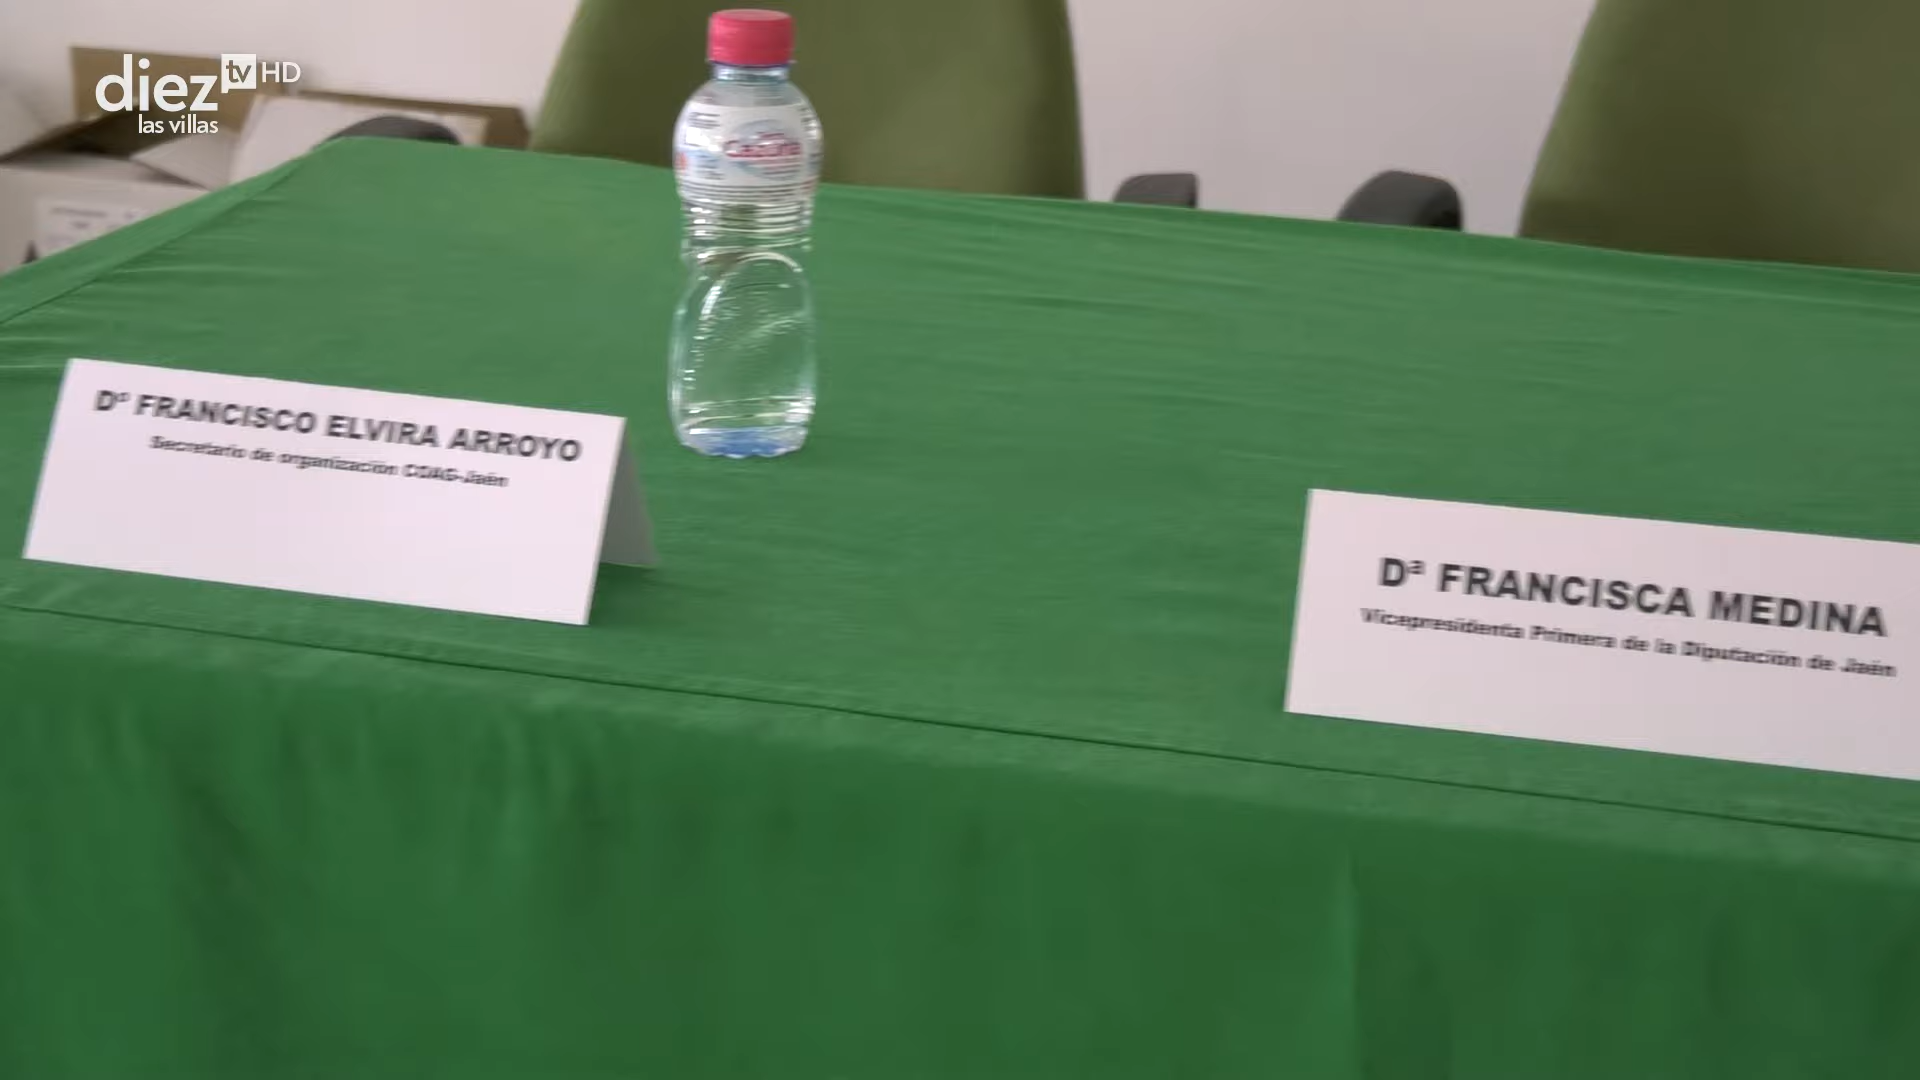 diez tv HD
las villas
Dª FRANCISCO ELVIRA ARROYO
Secretario de organización COAG-Jaén
Dª FRANCISCA MEDINA
Vicepresidenta Primera de la Diputación de Jaén